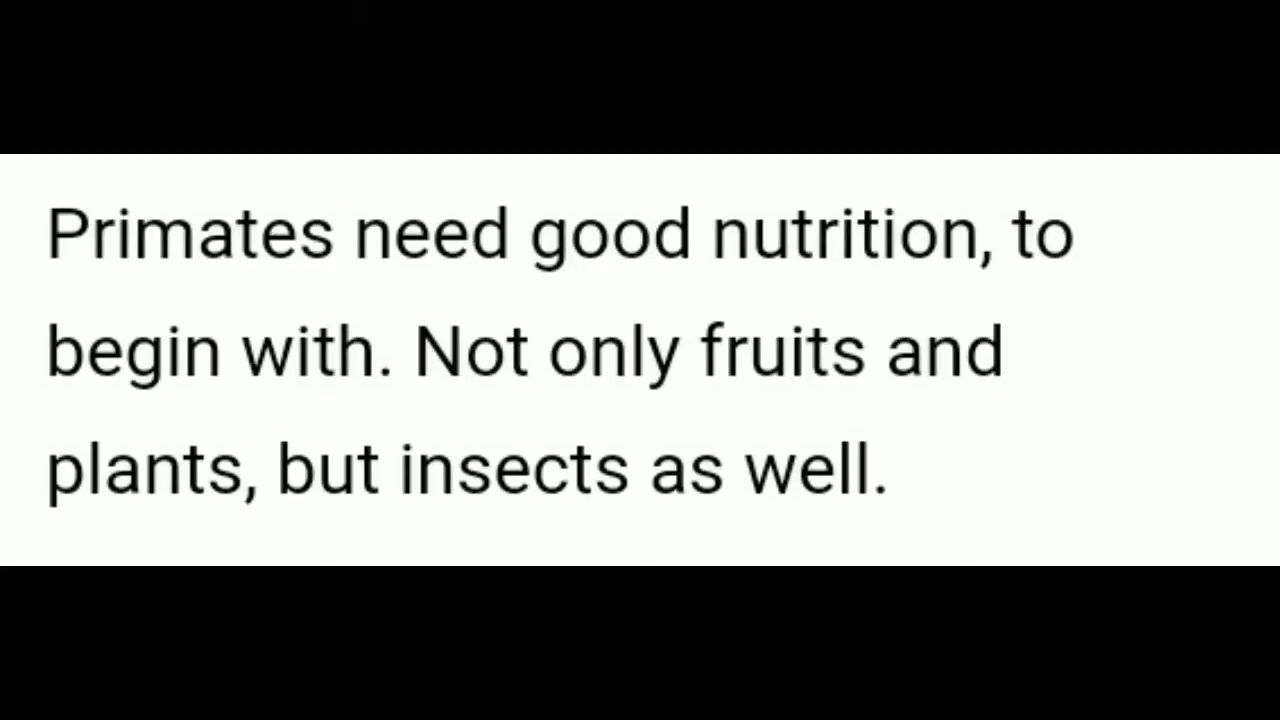 Primates need good nutrition, to
begin with. Not only fruits and
plants, but insects as well.